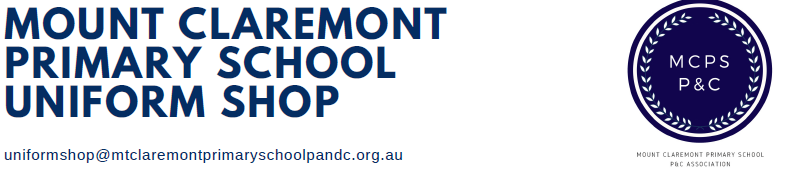 MOUNT CLAREMONT
PRIMARY SCHOOL
UNIFORM SHOP
uniformshop@mtclaremontprimaryschoolpandc.org.au
MCPS
P&C
MOUNT CLAREMONT PRIMARY SCHOOL
P&C ASSOCIATION